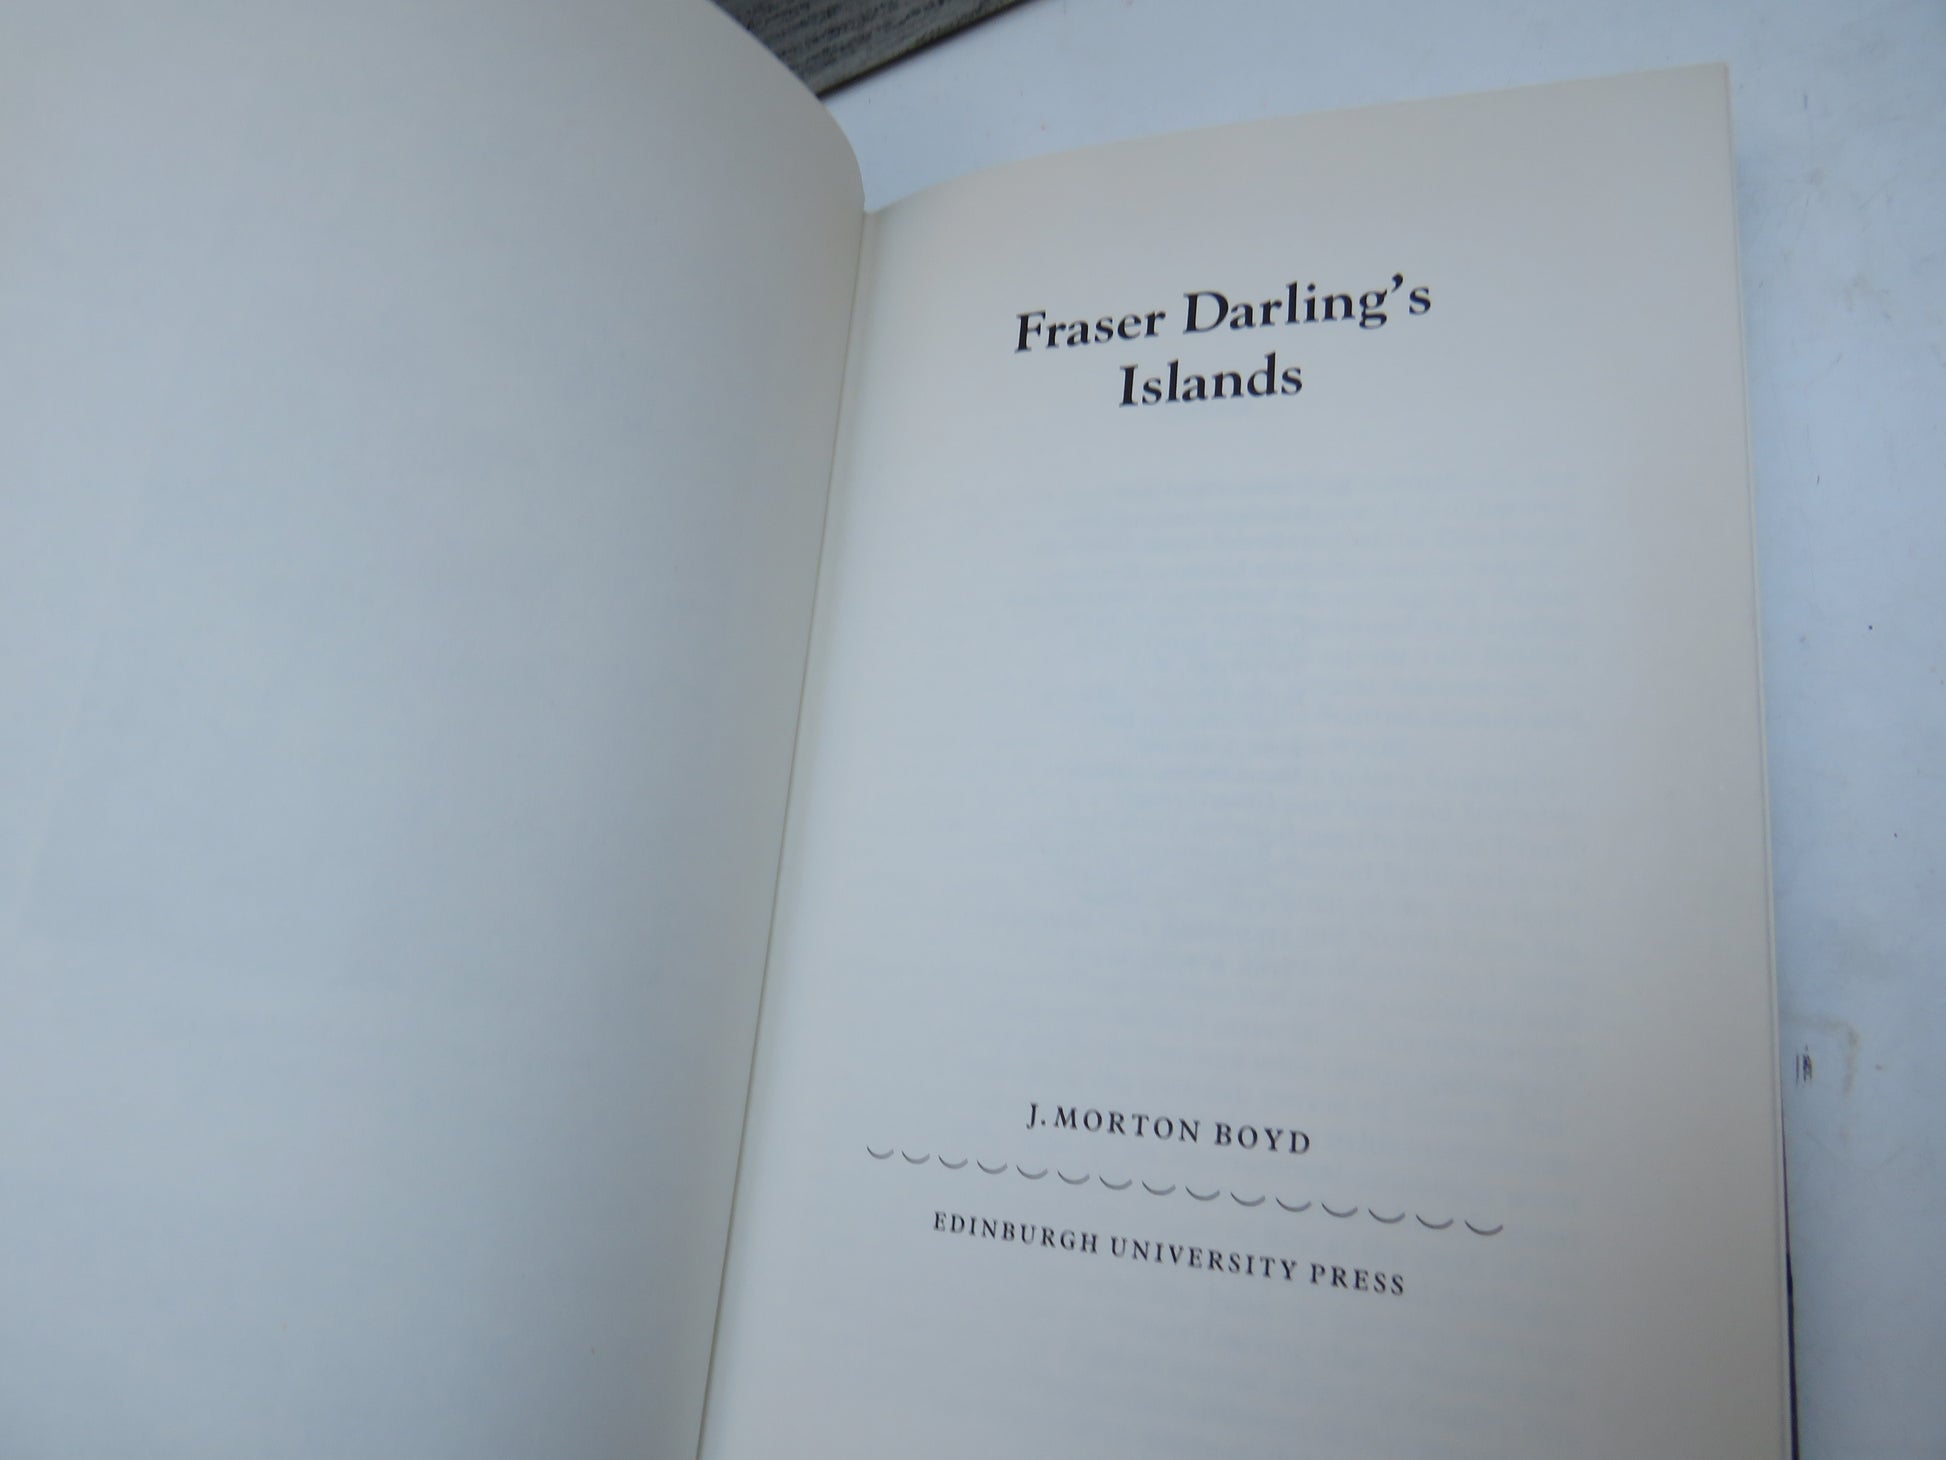 Fraser Darling's
Islands
J. MORTON BOYD
EDINBURGH UNIVERSITY PRESS